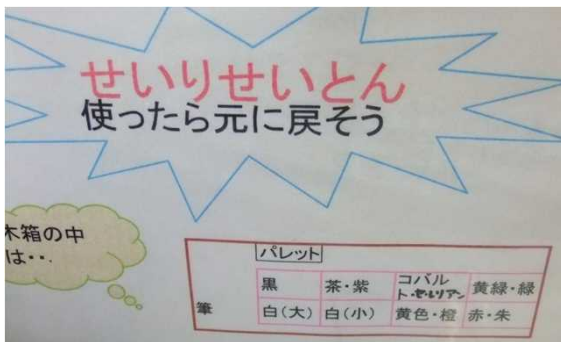 せいりせいとん
使ったら元に戻そう
木箱の中
は・・.
パレット
黒 茶・紫 コバル
ト・セルリアン 黄緑・緑
筆 白(大) 白(小) 黄色・橙 赤・朱